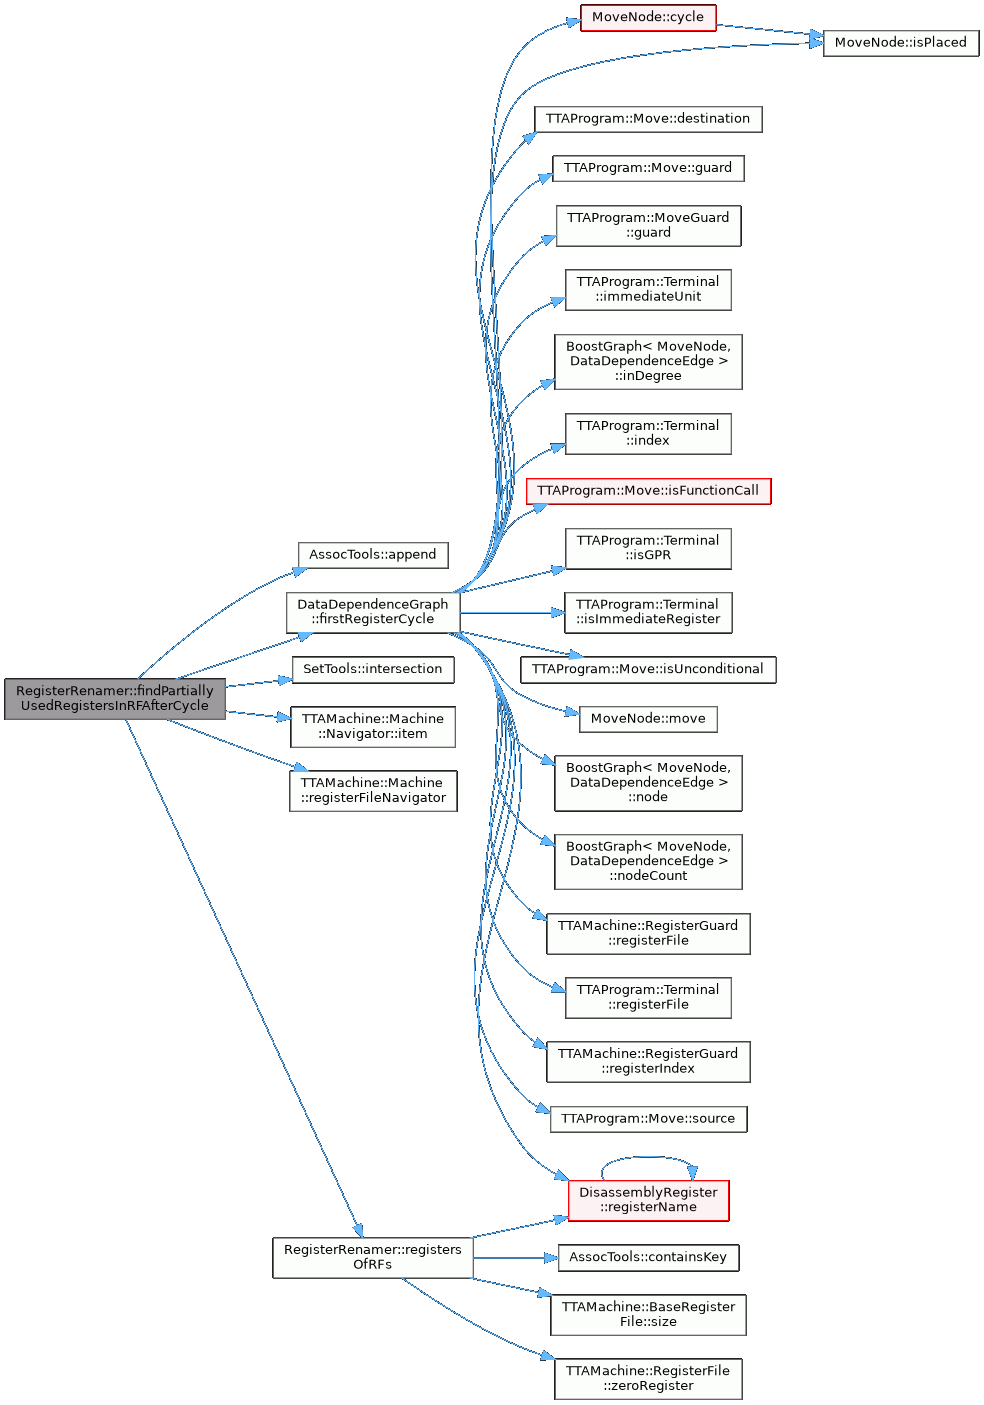 MoveNode::cycle
MoveNode::isPlaced
TTAProgram::Move::destination
TTAProgram::Move::guard
TTAProgram::MoveGuard
::guard
TTAProgram::Terminal
::immediateUnit
BoostGraph< MoveNode,
DataDependenceEdge >
::inDegree
TTAProgram::Terminal
::index
TTAProgram::Move::isFunctionCall
TTAProgram::Terminal
::isGPR
AssocTools::append
DataDependenceGraph
::firstRegisterCycle
TTAProgram::Terminal
::isImmediateRegister
SetTools::intersection
TTAProgram::Move::isUnconditional
RegisterRenamer::findPartially
UsedRegistersInRFAfterCycle
TTAMachine::Machine
::Navigator::item
MoveNode::move
TTAMachine::Machine
::registerFileNavigator
BoostGraph< MoveNode,
DataDependenceEdge >
::node
BoostGraph< MoveNode,
DataDependenceEdge >
::nodeCount
TTAMachine::RegisterGuard
::registerFile
TTAProgram::Terminal
::registerFile
TTAMachine::RegisterGuard
::registerIndex
TTAProgram::Move::source
DisassemblyRegister
::registerName
RegisterRenamer::registers
OfRFs
AssocTools::containsKey
TTAMachine::BaseRegister
File::size
TTAMachine::RegisterFile
::zeroRegister